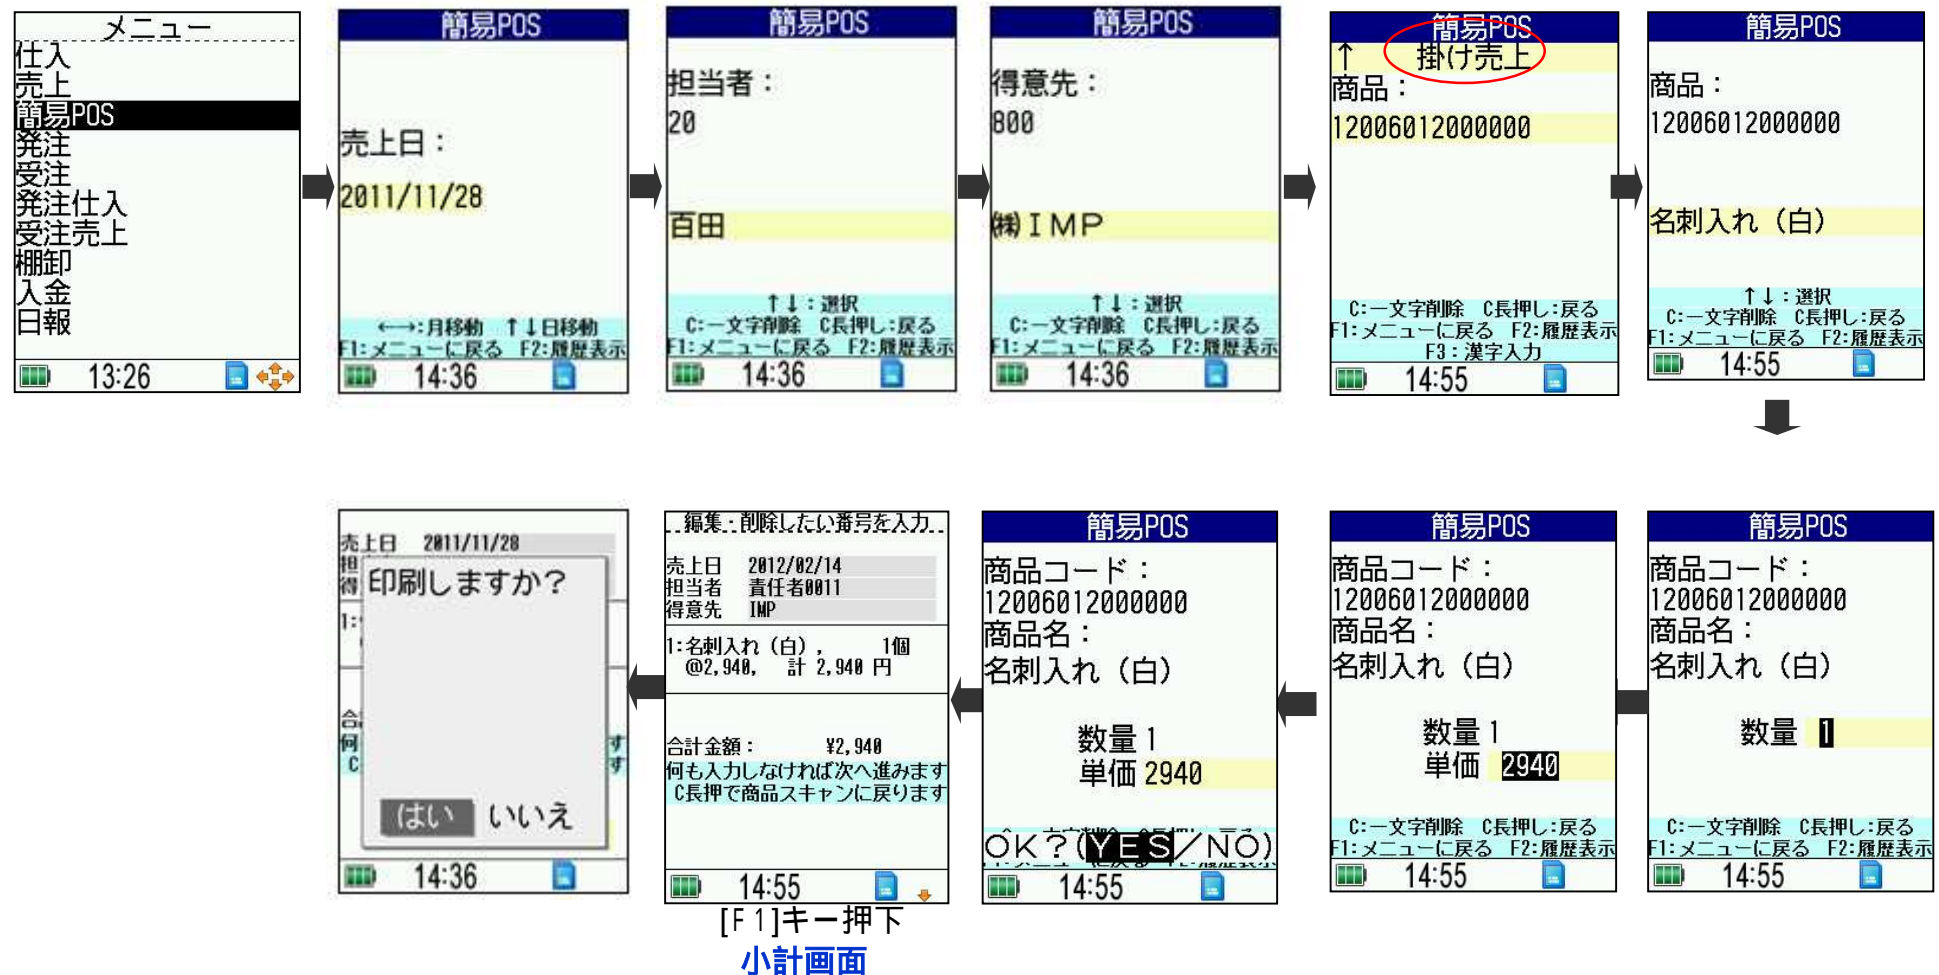 メニュー
仕入
売上
簡易POS
発注
受注
発注仕入
受注売上
棚卸
入金
日報
13:26
簡易POS
売上日：
2011/11/28
←→:月移動 ↑↓日移動
F1:メニューに戻る F2:履歴表示
14:36
簡易POS
担当者：
20
百田
↑↓：選択
C:一文字削除 C長押し:戻る
F1:メニューに戻る F2:履歴表示
14:36
簡易POS
得意先：
800
㈱ＩＭＰ
↑↓：選択
C:一文字削除 C長押し:戻る
F1:メニューに戻る F2:履歴表示
14:36
簡易POS
↑ 掛け売上
商品：
12006012000000
C:一文字削除 C長押し:戻る
F1:メニューに戻る F2:履歴表示
F3：漢字入力
14:55
簡易POS
商品：
12006012000000
名刺入れ（白）
↑↓：選択
C:一文字削除 C長押し:戻る
F1:メニューに戻る F2:履歴表示
14:55
簡易POS
商品コード：
12006012000000
商品名：
名刺入れ（白）
数量 1
C:一文字削除 C長押し:戻る
F1:メニューに戻る F2:履歴表示
14:55
簡易POS
商品コード：
12006012000000
商品名：
名刺入れ（白）
数量 1
単価 2940
C:一文字削除 C長押し:戻る
F1:メニューに戻る F2:履歴表示
14:55
簡易POS
商品コード：
12006012000000
商品名：
名刺入れ（白）
数量 1
単価 2940
ＯＫ？(ＹＥＳ／ＮＯ)
14:55
編集・削除したい番号を入力
売上日 2012/02/14
担当者 責任者0011
得意先 IMP
1:名刺入れ（白）, 1個
@2,940, 計 2,940 円
合計金額： ¥2,940
何も入力しなければ次へ進みます
C長押で商品スキャンに戻ります
14:55
[F1]キー押下
小計画面
売上日 2011/11/28
担
得
1:
印刷しますか？
合
何 す
C す
はい いいえ
14:36